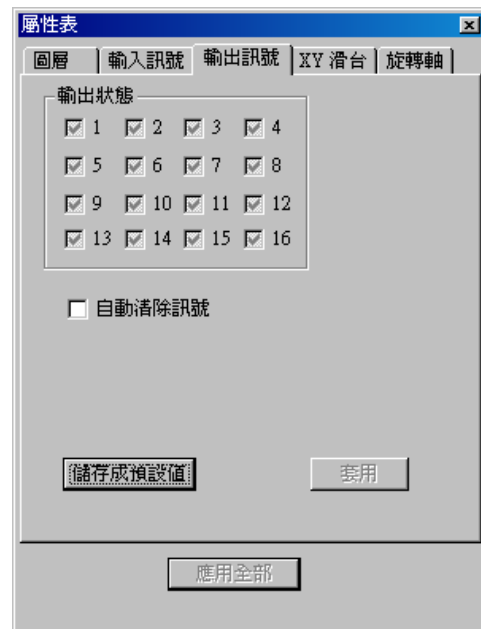 屬性表
圖層 輸入訊號 輸出訊號 XY 滑台 旋轉軸
輸出狀態
1 2 3 4
5 6 7 8
9 10 11 12
13 14 15 16
自動清除訊號
儲存成預設值 套用
應用全部